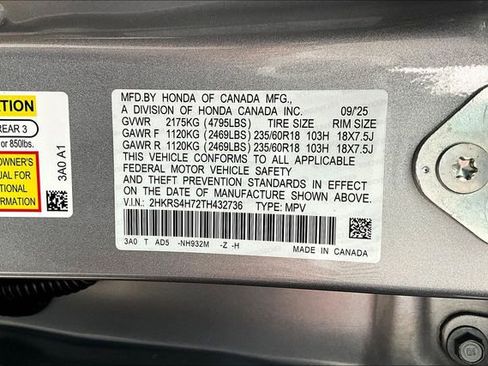 MFD.BY HONDA OF CANADA MFG.,
A DIVISION OF HONDA CANADA INC. 09/25
GVWR 2175KG (4795LBS) TIRE SIZE RIM SIZE
GAWR F 1120KG (2469LBS) 235/60R18 103H 18X7.5J
GAWR R 1120KG (2469LBS) 235/60R18 103H 18X7.5J
THIS VEHICLE CONFORMS TO ALL APPLICABLE
FEDERAL MOTOR VEHICLE SAFETY
AND THEFT PREVENTION STANDARDS IN EFFECT
ON THE DATE OF MANUFACTURE SHOWN ABOVE.
V.I.N.: 2HKRS4H72TH432736 TYPE: MPV
3A0 T AD5 -NH932M -Z -H
MADE IN CANADA
3A0 A1
TION
REAR 3
or 850lbs.
OWNER'S
UAL FOR
TIONAL
RMATION